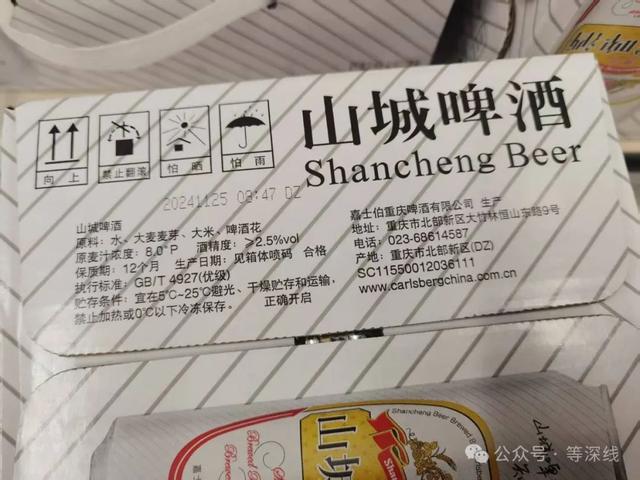 山城啤酒
Shancheng Beer
向上
禁止翻滚
怕晒
怕雨
20241125 08:47 DZ
山城啤酒
原料：水、大麦麦芽、大米、啤酒花
原麦汁浓度：8.0°P 酒精度：≥2.5%vol
保质期：12个月 生产日期：见箱体喷码 合格
执行标准：GB/T 4927(优级)
贮存条件：宜在5℃-25℃避光、干燥贮存和运输，
禁止加热或0℃以下冷冻保存。 正确开启
嘉士伯重庆啤酒有限公司 生产
地址：重庆市北部新区大竹林恒山东路9号
电话：023-68614587
产地：重庆市北部新区(DZ)
SC11550012036111
www.carlsbergchina.com.cn
Shancheng Beer Brewed B
山城
公众号·等深线